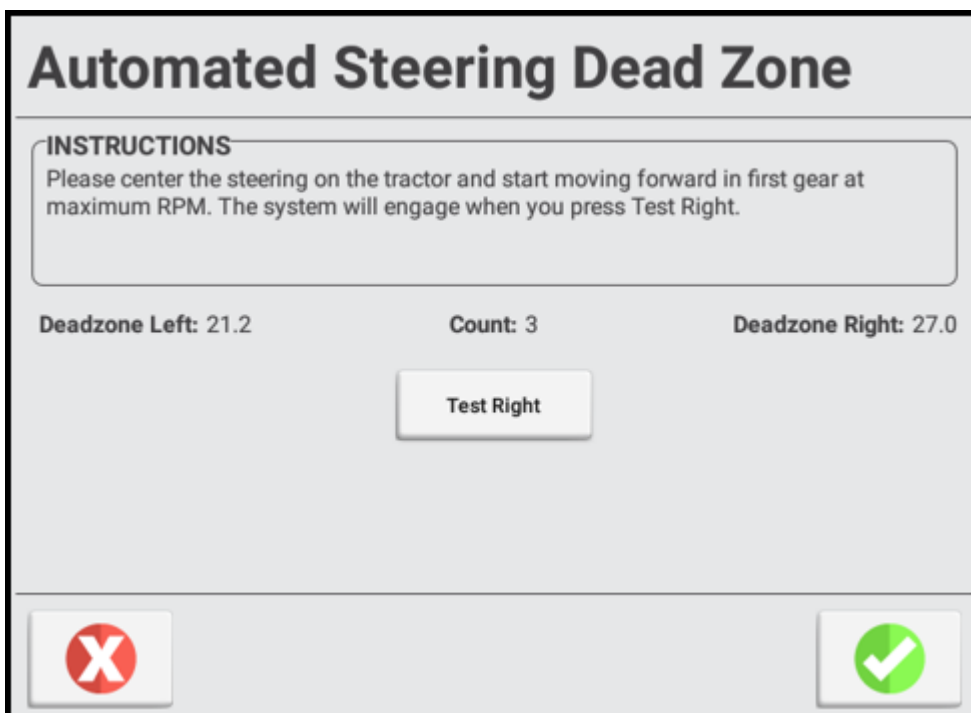 Automated Steering Dead Zone
INSTRUCTIONS
Please center the steering on the tractor and start moving forward in first gear at
maximum RPM. The system will engage when you press Test Right.
Deadzone Left: 21.2 Count: 3 Deadzone Right: 27.0
Test Right